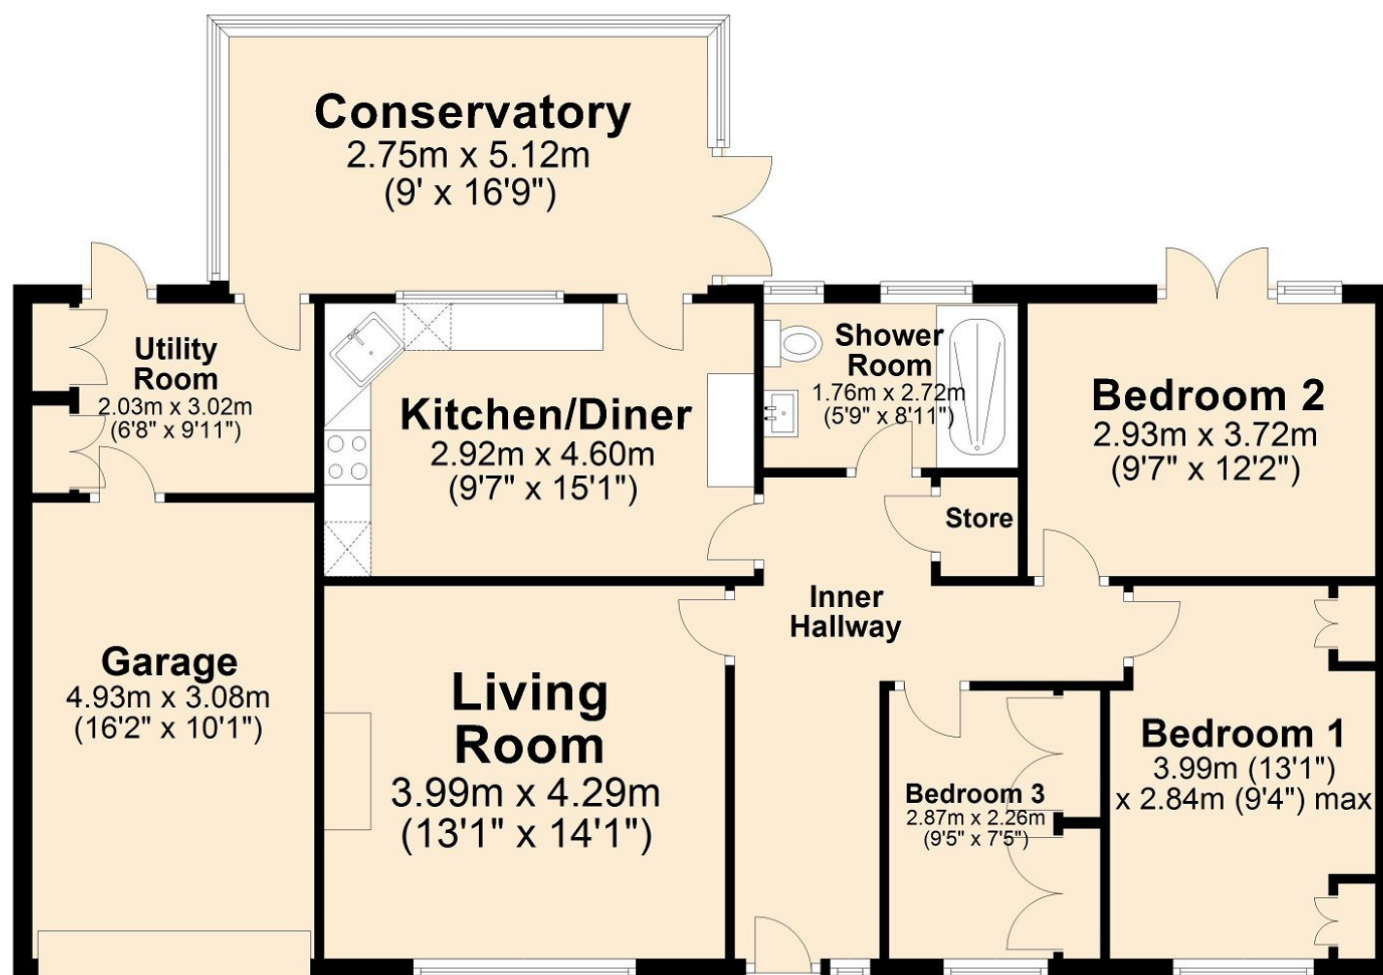 Conservatory
2.75m x 5.12m
(9' x 16'9")
Utility
Room
2.03m x 3.02m
(6'8" x 9'11")
Kitchen/Diner
2.92m x 4.60m
(9'7" x 15'1")
Shower
Room
1.76m x 2.72m
(5'9" x 8'11")
Bedroom 2
2.93m x 3.72m
(9'7" x 12'2")
Store
Inner
Hallway
Garage
4.93m x 3.08m
(16'2" x 10'1")
Living
Room
3.99m x 4.29m
(13'1" x 14'1")
Bedroom 3
2.87m x 2.26m
(9'5" x 7'5")
Bedroom 1
3.99m (13'1")
x 2.84m (9'4") max